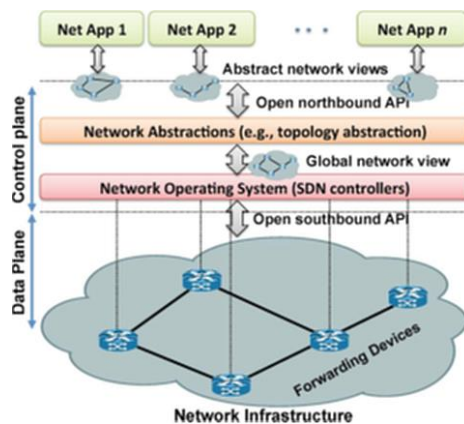 Net App 1
Net App 2
Net App n
Abstract network views
Open northbound API
Network Abstractions (e.g., topology abstraction)
Global network view
Network Operating System (SDN controllers)
Open southbound API
Control plane
Data Plane
Forwarding Devices
Network Infrastructure